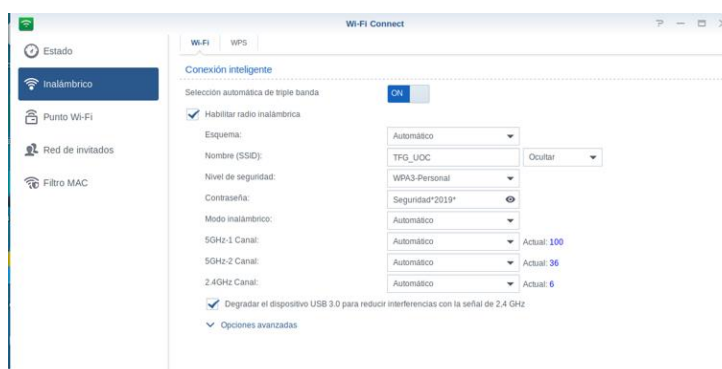 Wi-Fi Connect
Estado
Inalámbrico
Punto Wi-Fi
Red de invitados
Filtro MAC
Wi-Fi WPS
Conexión inteligente
Selección automática de triple banda ON
Habilitar radio inalámbrica
Esquema: Automático
Nombre (SSID): TFG_UOC Ocultar
Nivel de seguridad: WPA3-Personal
Contraseña: Seguridad*2019*
Modo inalámbrico: Automático
5GHz-1 Canal: Automático Actual: 100
5GHz-2 Canal: Automático Actual: 36
2.4GHz Canal: Automático Actual: 6
Degradar el dispositivo USB 3.0 para reducir interferencias con la señal de 2,4 GHz
Opciones avanzadas